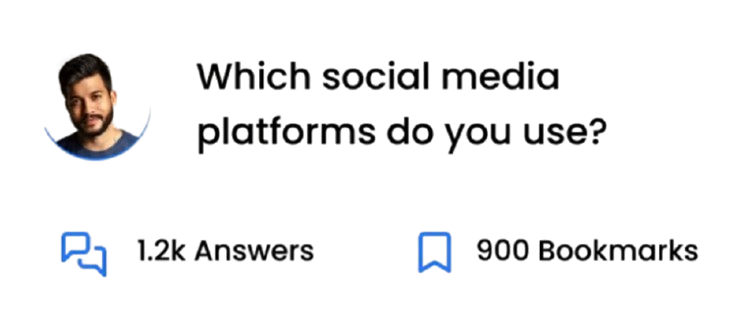 Which social media
platforms do you use?
1.2k Answers
900 Bookmarks